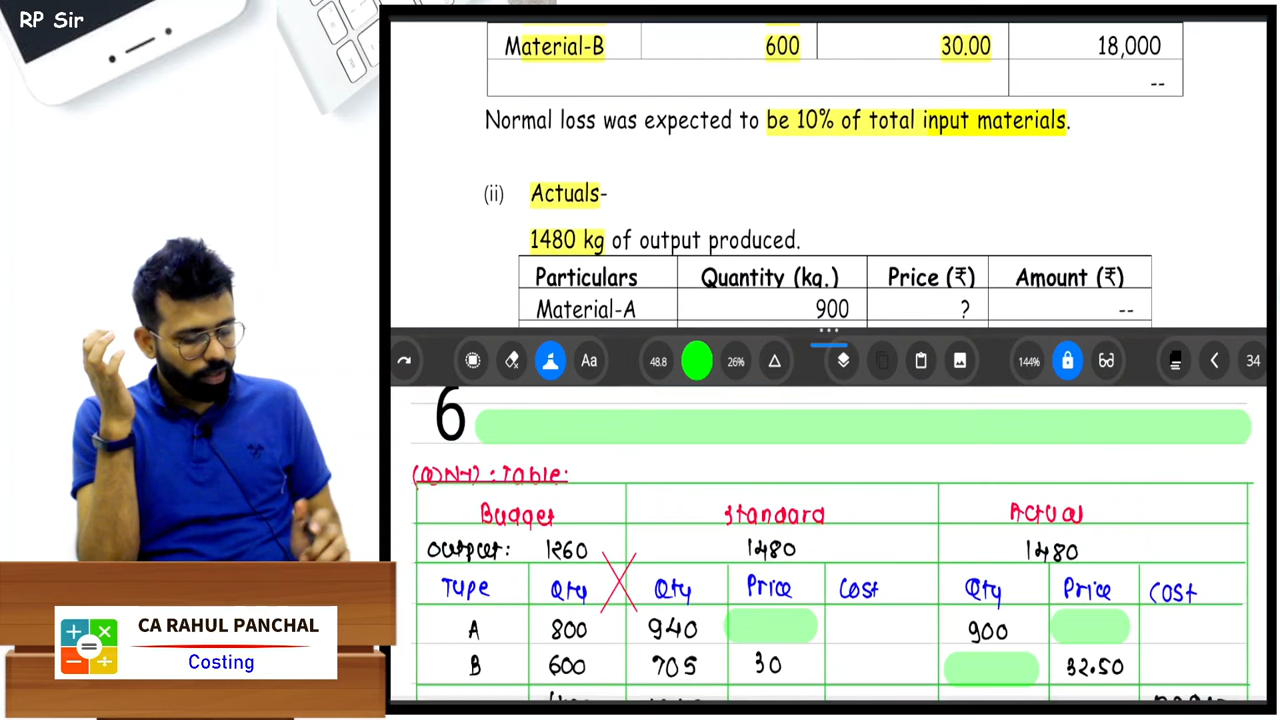 RP Sir
Material-B 600 30.00 18,000
--
Normal loss was expected to be 10% of total input materials.
(ii) Actuals-
1480 kg of output produced.
Particulars Quantity (kg.) Price (₹) Amount (₹)
Material-A 900 ? --
Aa 48.8 26% 144% 34
6
Table:
Budget Standard Actual
Output: 1260 1480 1480
Type Qty Qty Price Cost Qty Price Cost
A 800 940 900
B 600 705 30 32.50
CA RAHUL PANCHAL
Costing